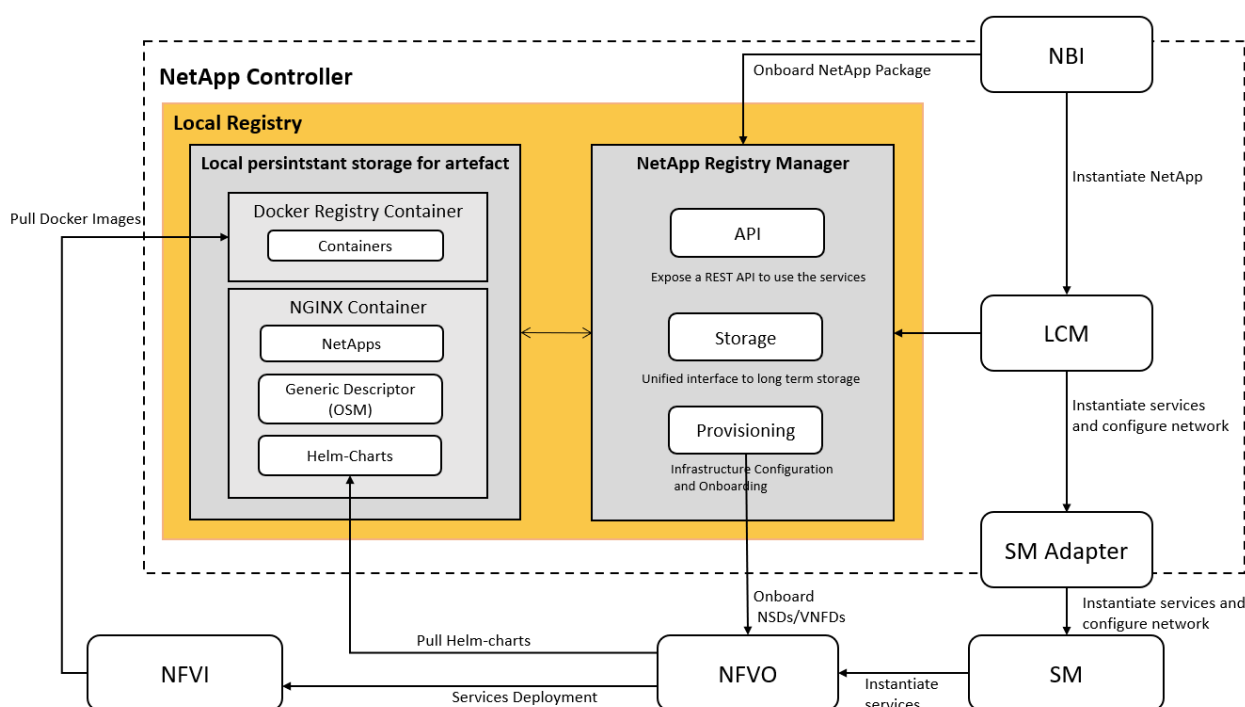 NBI
NetApp Controller
Onboard NetApp Package
Local Registry
Local persintstant storage for artefact
NetApp Registry Manager
Instantiate NetApp
Pull Docker Images
Docker Registry Container
Containers
API
Expose a REST API to use the services
NGINX Container
NetApps
Storage
LCM
Unified interface to long term storage
Generic Descriptor
(OSM)
Provisioning
Instantiate services
and configure network
Helm-Charts
Infrastructure Configuration
and Onboarding
SM Adapter
Onboard
NSDs/VNFDs
Instantiate services and
configure network
Pull Helm-charts
NFVI
NFVO
SM
Services Deployment
Instantiate
services